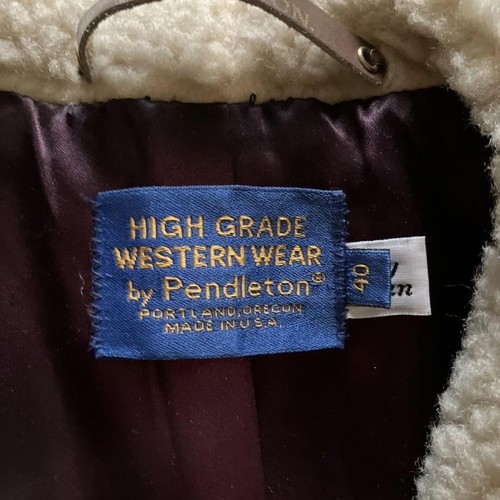 HIGH GRADE
WESTERN WEAR
by Pendleton®
PORTLAND, OREGON
MADE IN U.S.A.
40